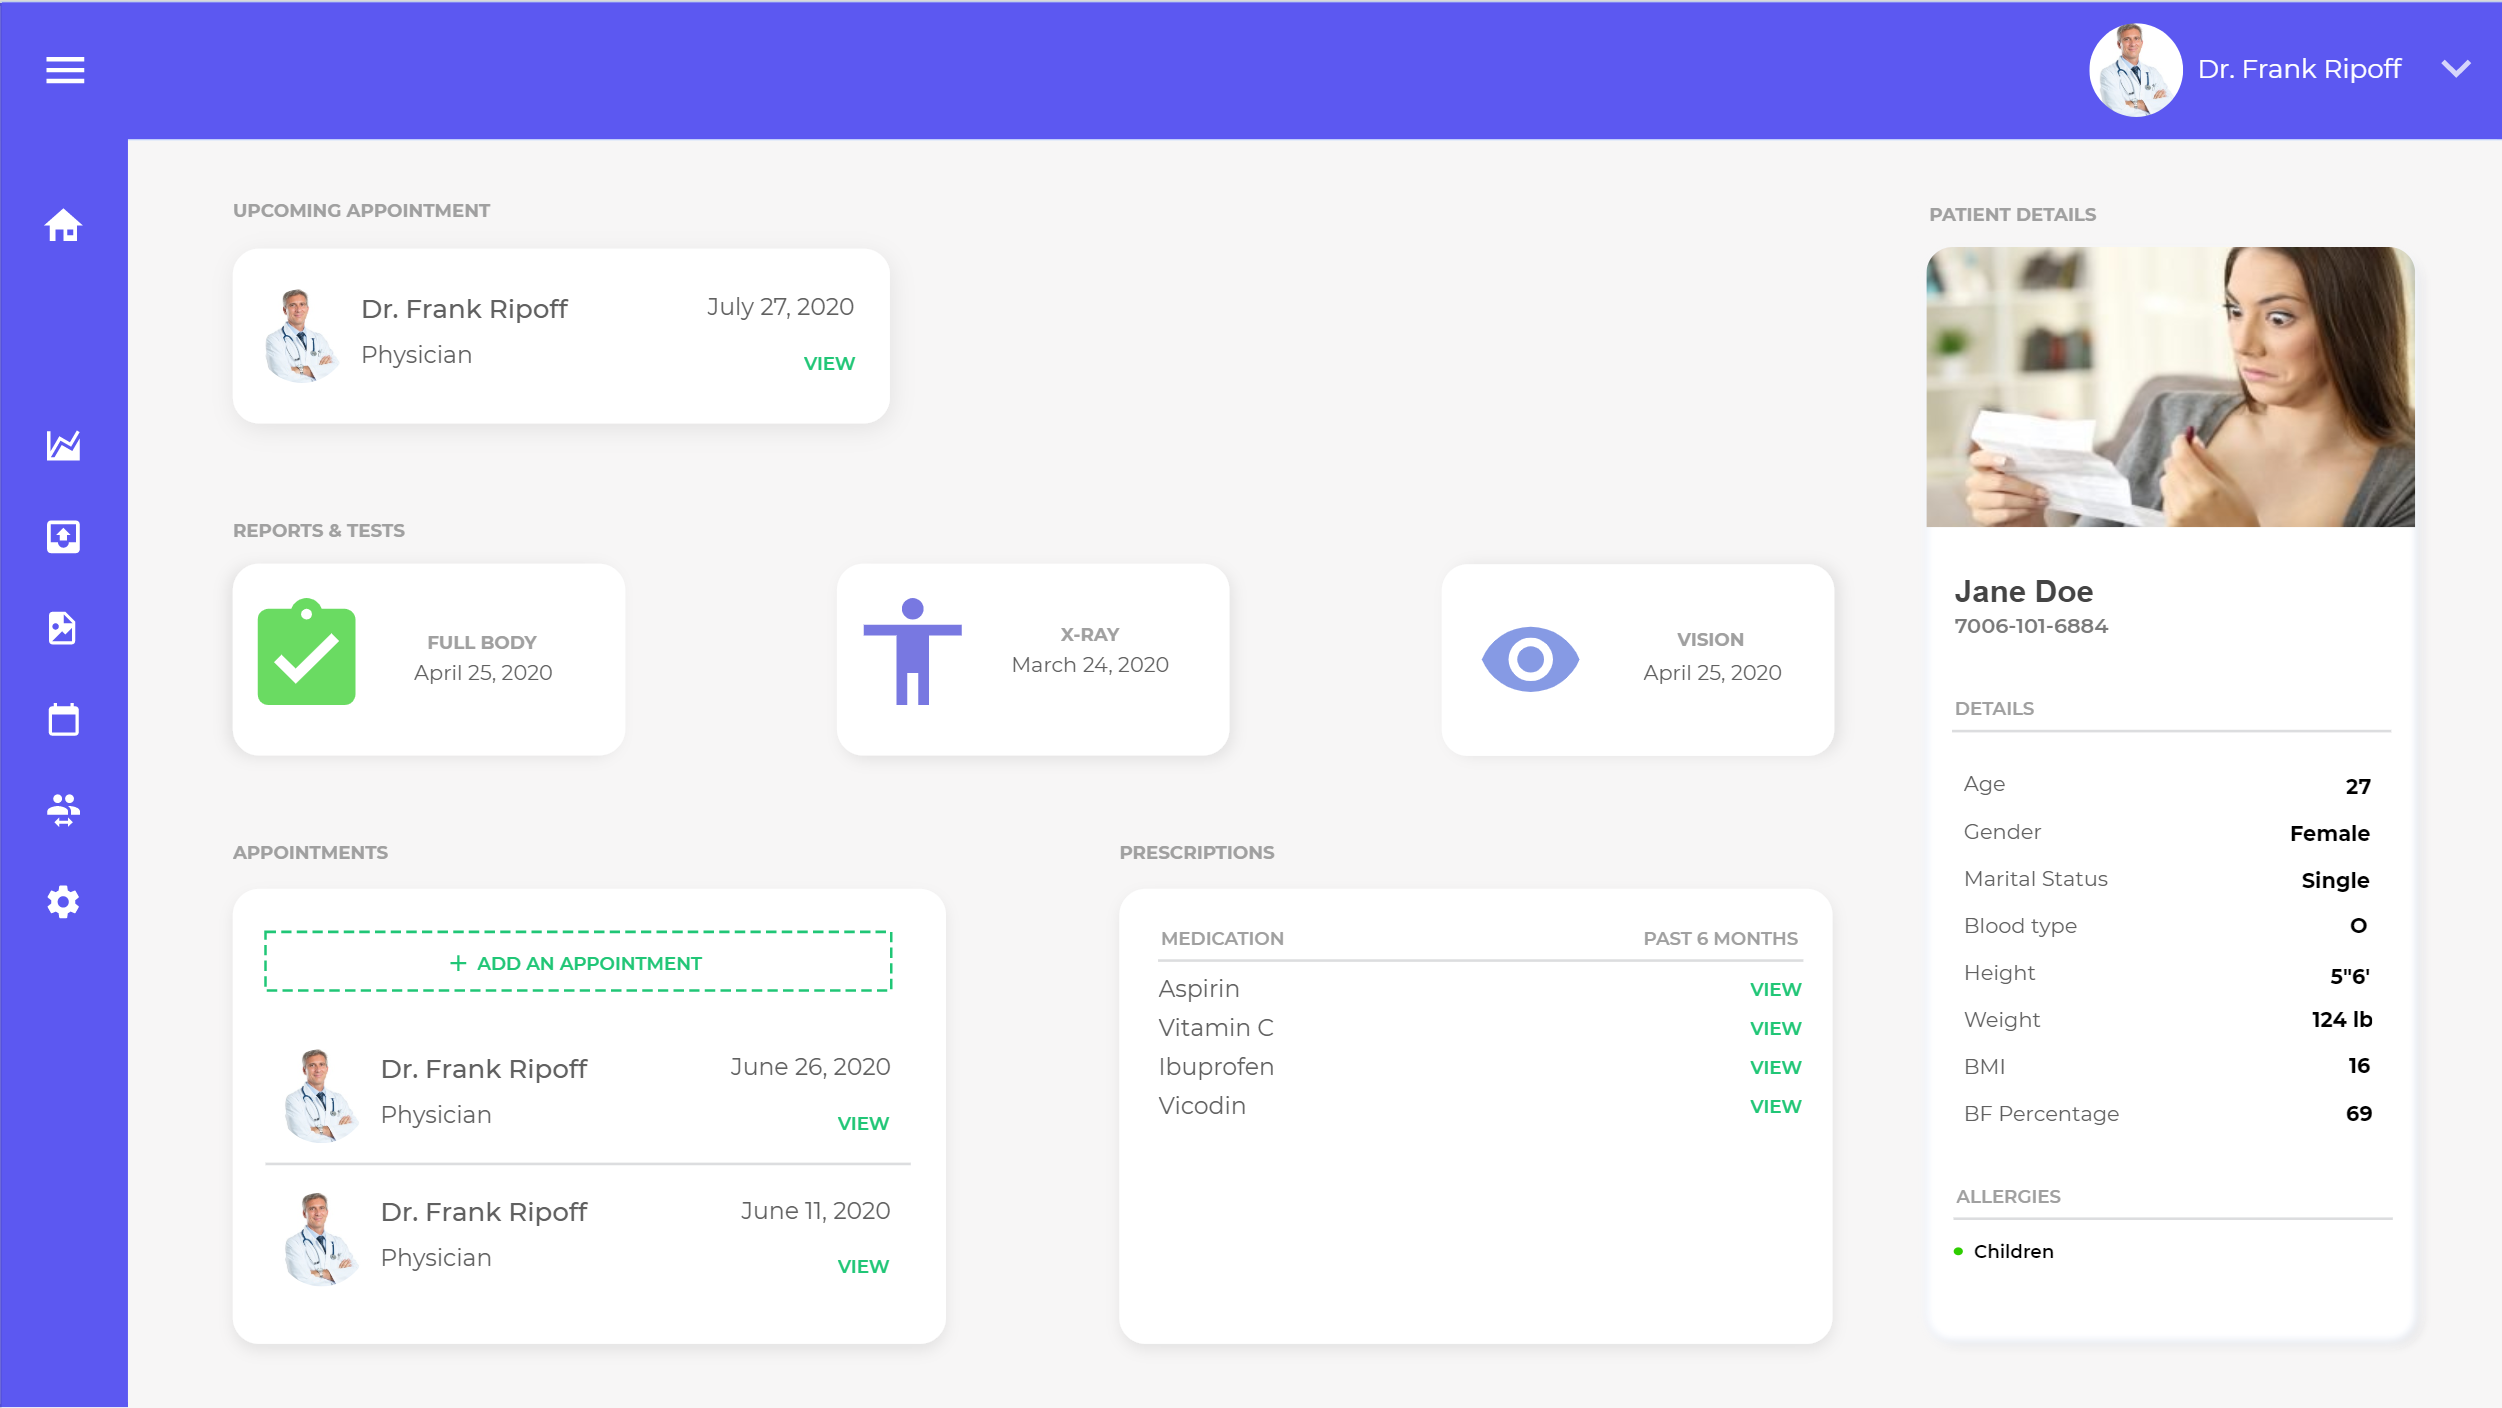 Dr. Frank Ripoff
UPCOMING APPOINTMENT
Dr. Frank Ripoff
July 27, 2020
Physician
VIEW
REPORTS & TESTS
FULL BODY
April 25, 2020
X-RAY
March 24, 2020
VISION
April 25, 2020
APPOINTMENTS
+ ADD AN APPOINTMENT
Dr. Frank Ripoff
June 26, 2020
Physician
VIEW
Dr. Frank Ripoff
June 11, 2020
Physician
VIEW
PRESCRIPTIONS
MEDICATION PAST 6 MONTHS
Aspirin VIEW
Vitamin C VIEW
Ibuprofen VIEW
Vicodin VIEW
PATIENT DETAILS
Jane Doe
7006-101-6884
DETAILS
Age 27
Gender Female
Marital Status Single
Blood type O
Height 5"6'
Weight 124 lb
BMI 16
BF Percentage 69
ALLERGIES
Children